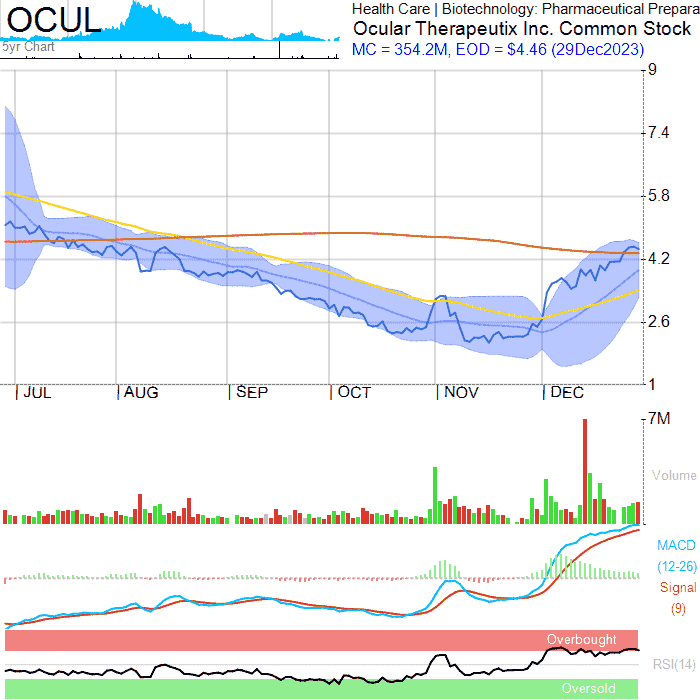 OCUL
5yr Chart
Health Care | Biotechnology: Pharmaceutical Prepara
Ocular Therapeutix Inc. Common Stock
MC = 354.2M, EOD = $4.46 (29Dec2023)
9
7.4
5.8
4.2
2.6
1
JUL
AUG
SEP
OCT
NOV
DEC
7M
Volume
MACD
(12-26)
Signal
(9)
Overbought
RSI(14)
Oversold